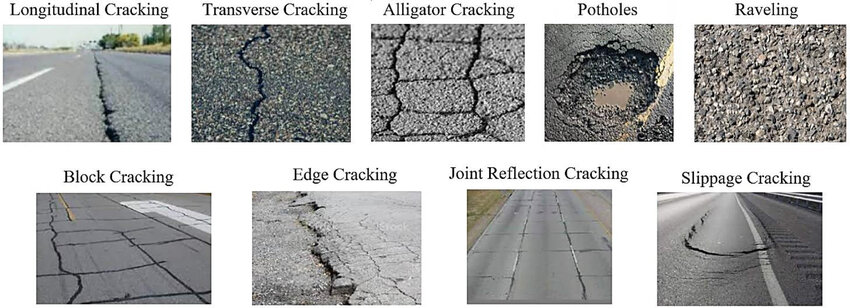 Longitudinal Cracking
Transverse Cracking
Alligator Cracking
Potholes
Raveling
Block Cracking
Edge Cracking
Joint Reflection Cracking
Slippage Cracking